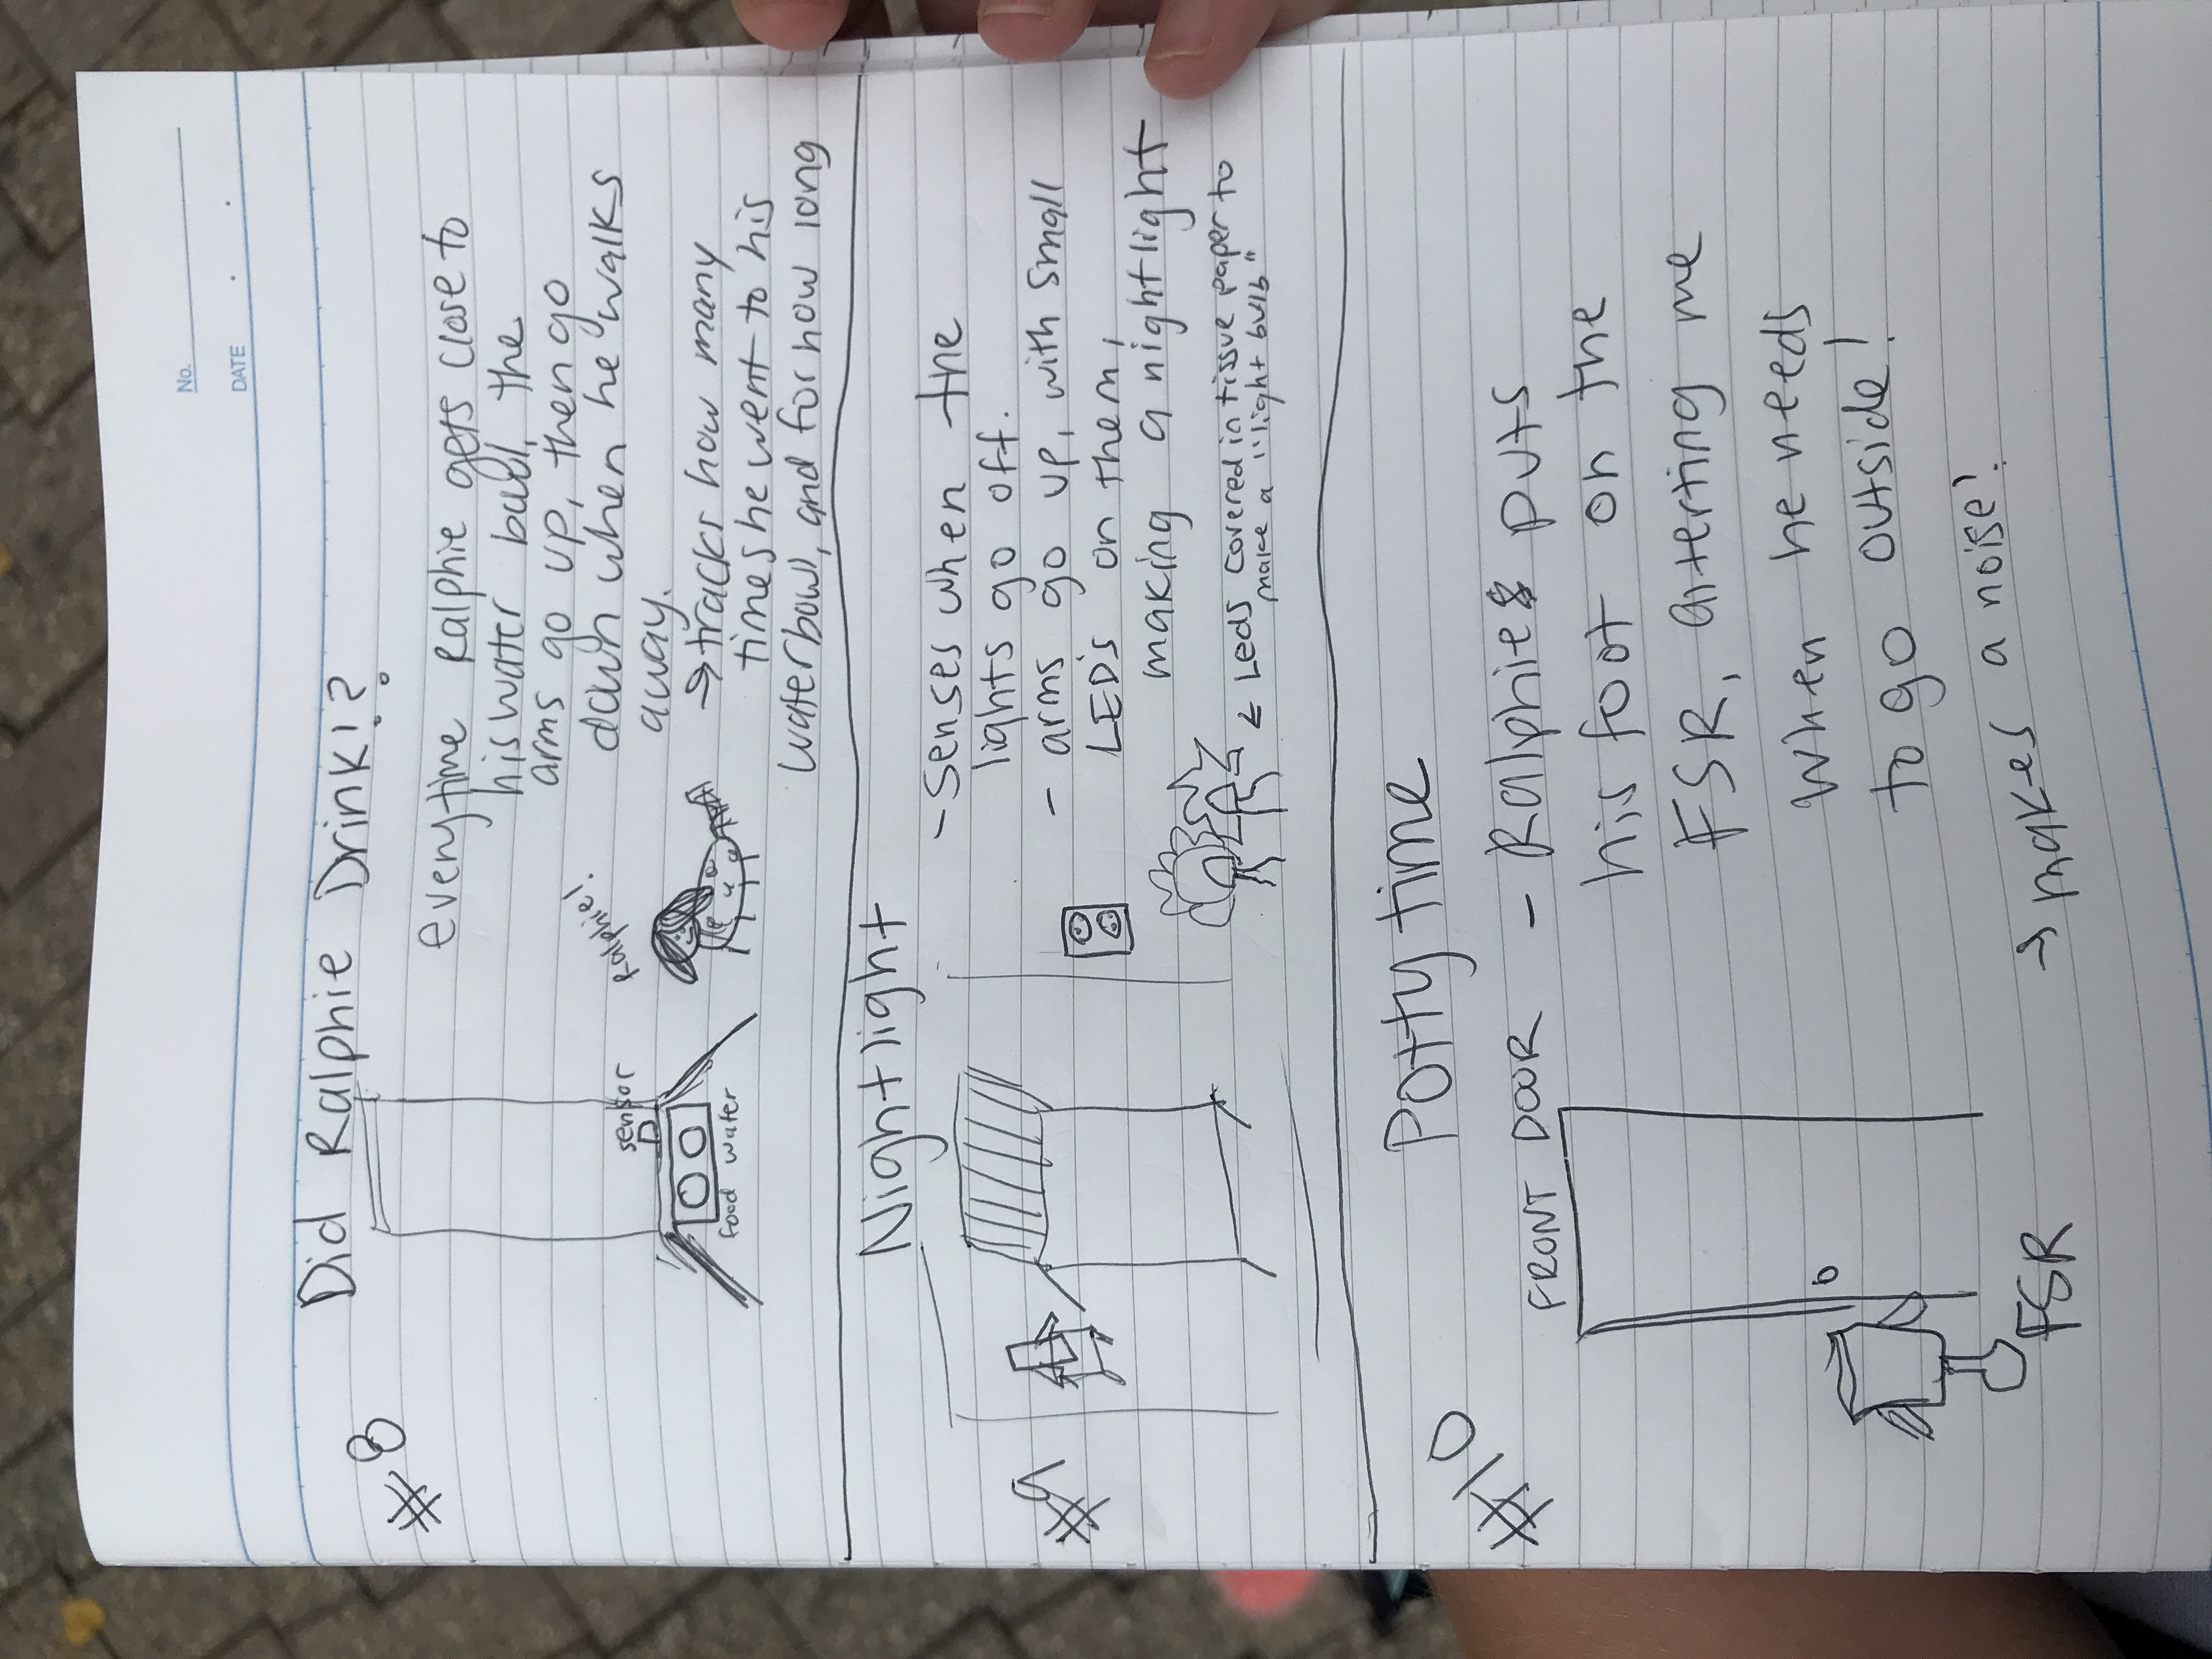 No.
DATE
Did Ralphie Drink!?
#8
everytime Ralphie gets close to
his water bowl, the
arms go up, then go
down when he walks
away.
→ tracks how many
times he went to his
waterbowl, and for how long
sensor
Ralphie!
food water
Nightlight
#9
- senses when the
lights go off.
- arms go up, with small
LED's on them,
making a nightlight
← Leds covered in tissue paper to
make a "light bulb"
Potty time
#10
FRONT DOOR
- Ralphie puts
his foot on the
FSR, alterting me
when he needs
to go outside!
→ makes a noise!
FSR